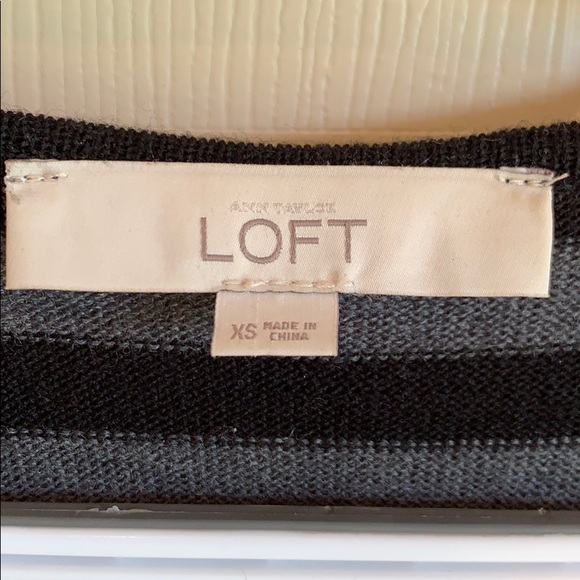 ANN TAYLOR
LOFT
XS MADE IN
CHINA